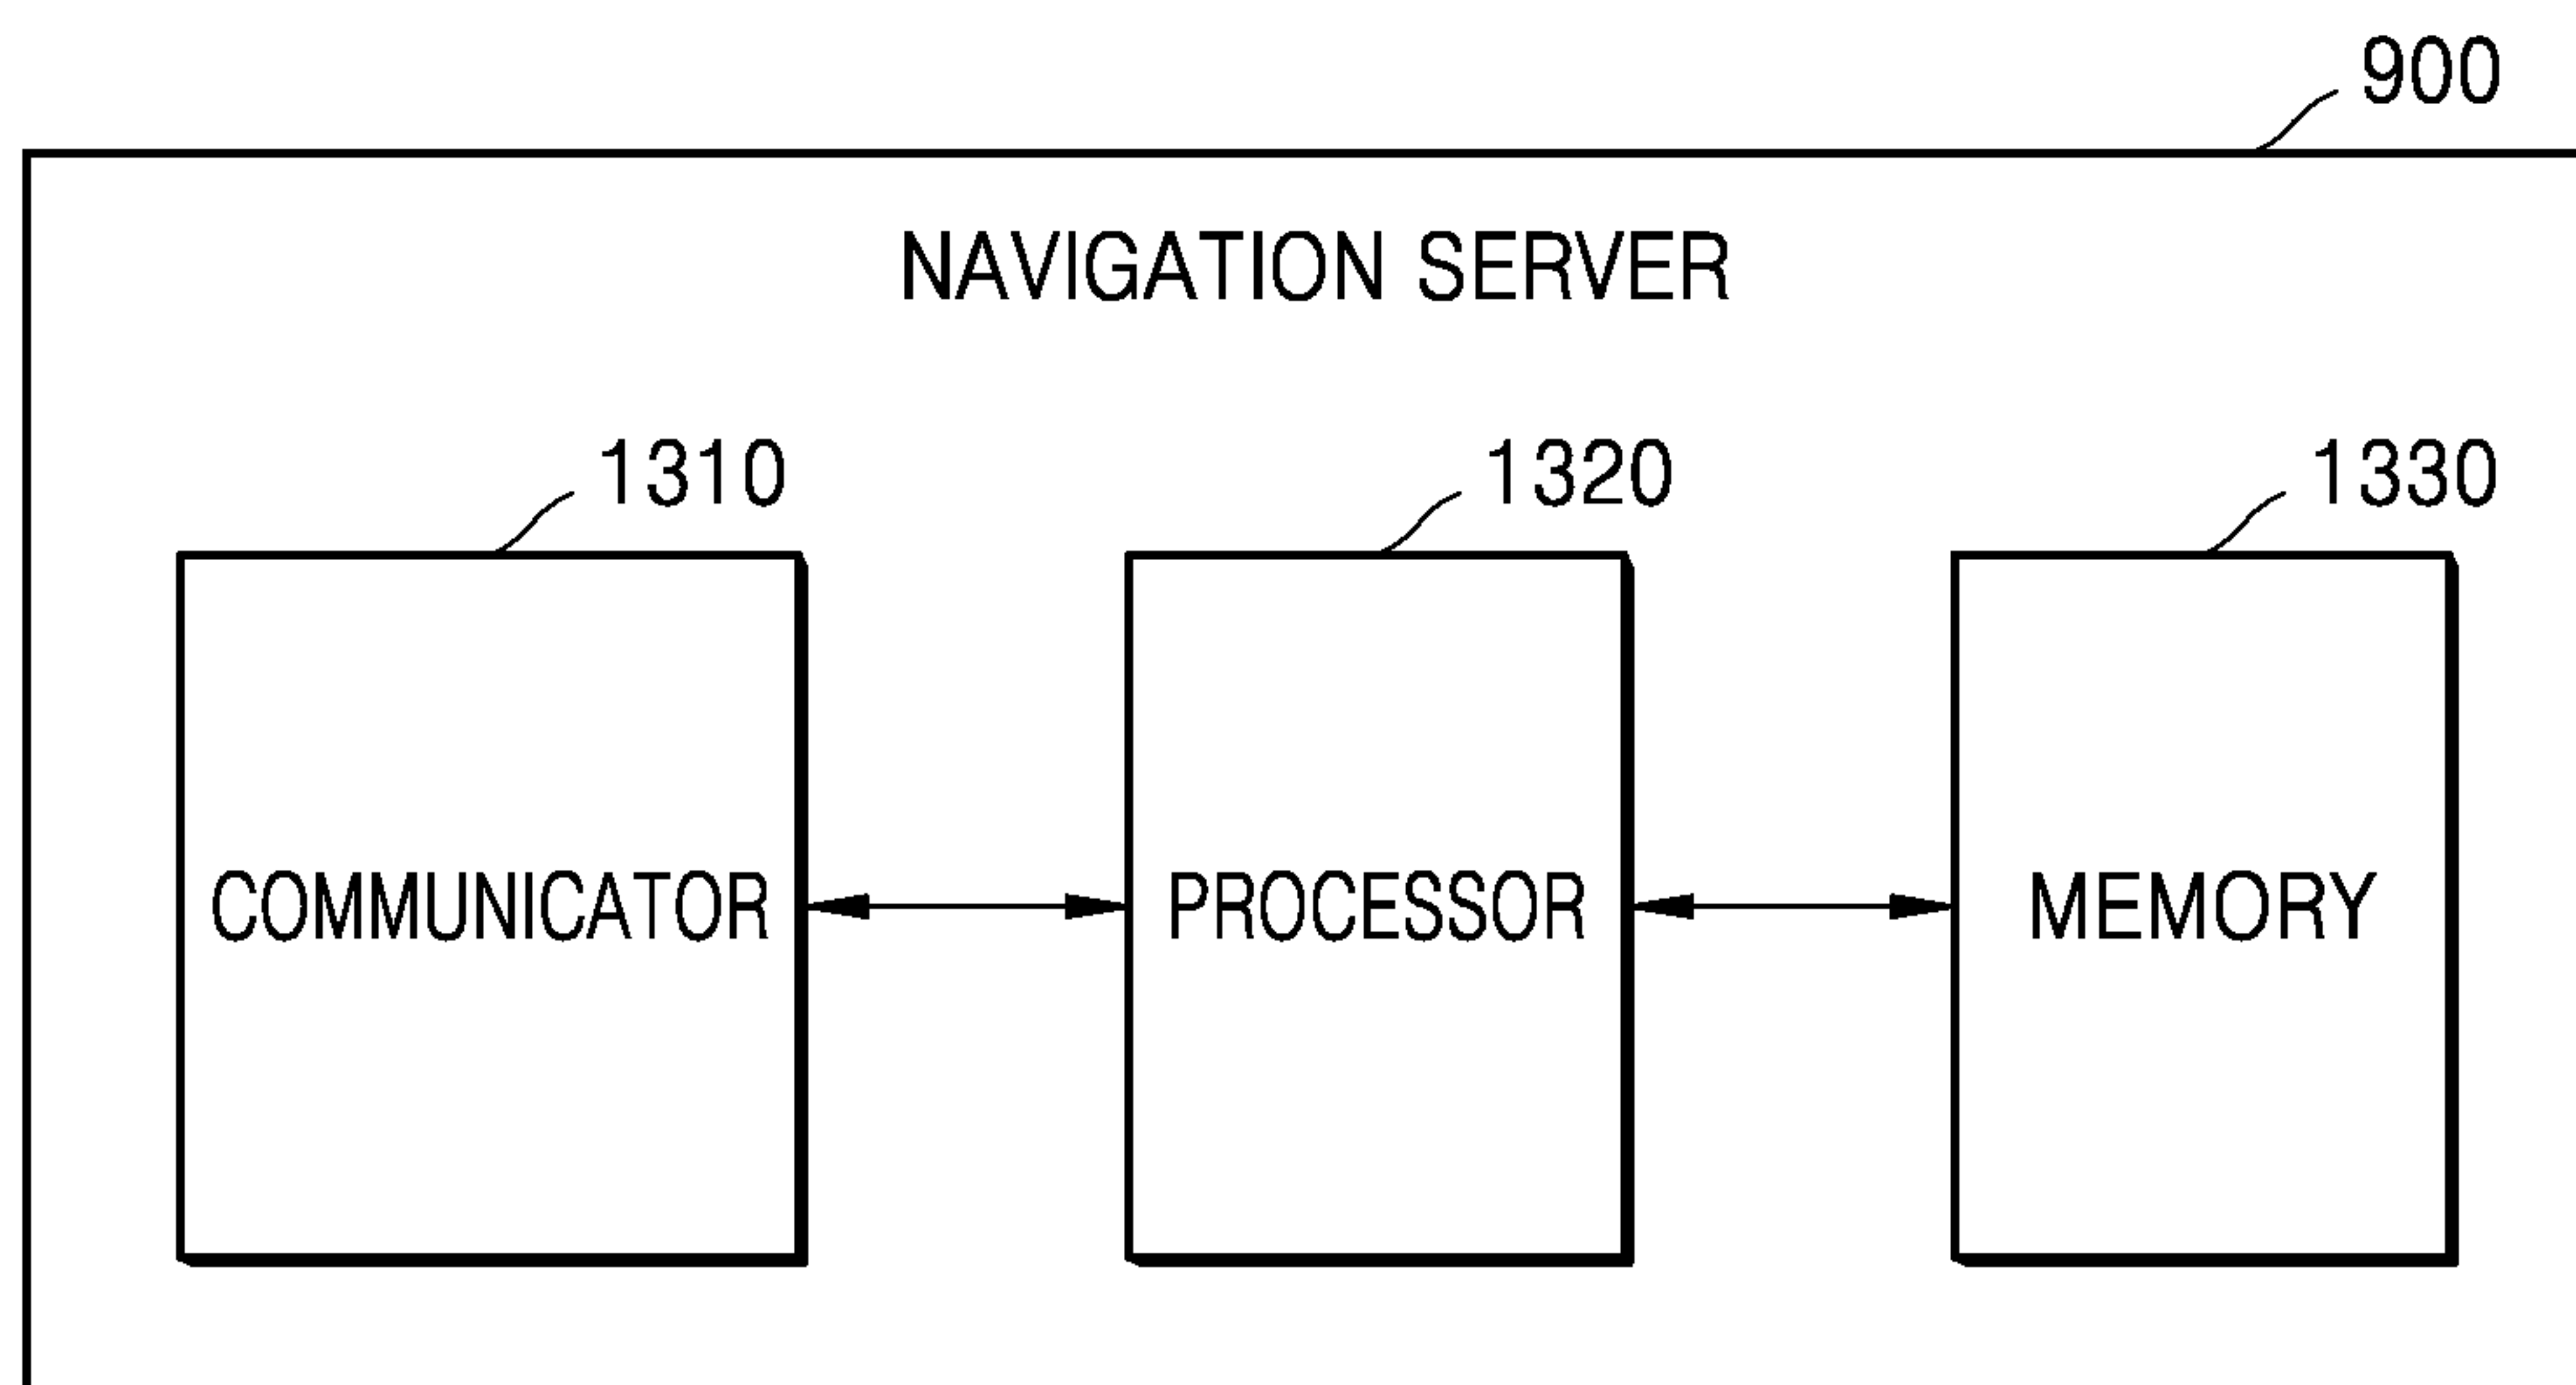 900
NAVIGATION SERVER
1310 1320 1330
COMMUNICATOR PROCESSOR MEMORY